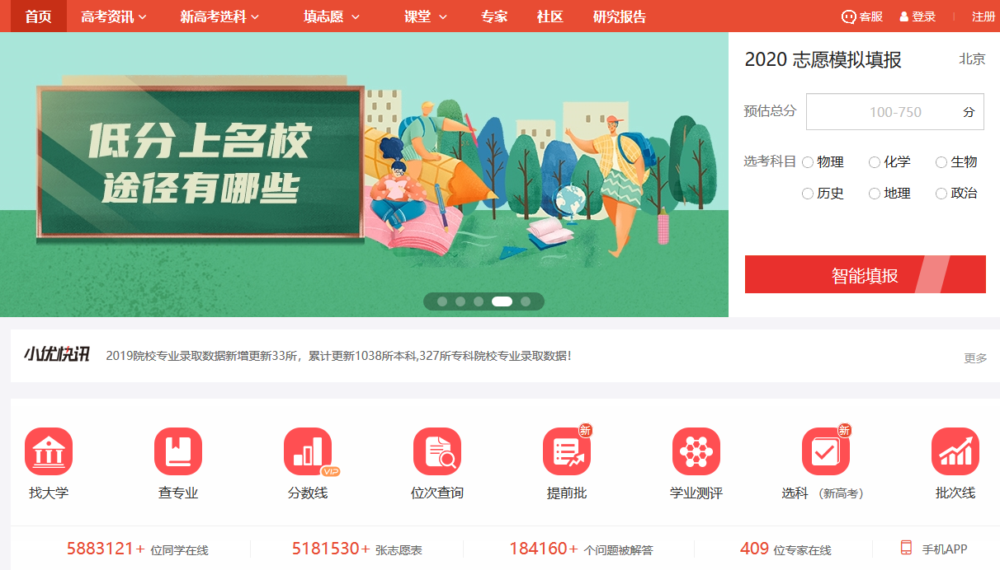 首页 高考资讯 新高考选科 填志愿 课堂 专家 社区 研究报告 客服 登录 注册
低分上名校
途径有哪些
2020 志愿模拟填报 北京
预估总分 100-750 分
选考科目 物理 化学 生物
历史 地理 政治
智能填报
小优快讯 2019院校专业录取数据新增更新33所，累计更新1038所本科,327所专科院校专业录取数据! 更多
新 新
VIP
找大学 查专业 分数线 位次查询 提前批 学业测评 选科 （新高考） 批次线
5883121+ 位同学在线 5181530+ 张志愿表 184160+ 个问题被解答 409 位专家在线 手机APP